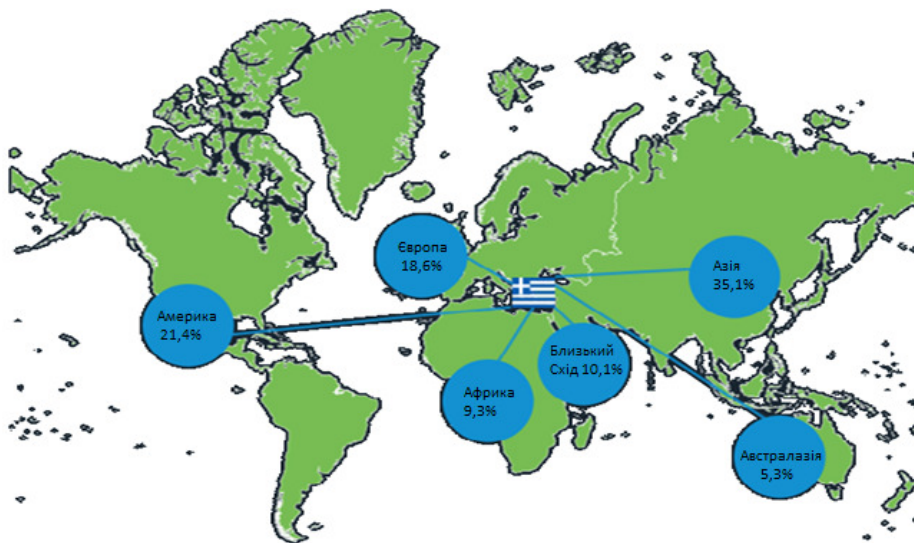 Європа
18,6%
Азія
35,1%
Америка
21,4%
Близький
Схід 10,1%
Африка
9,3%
Австралазія
5,3%